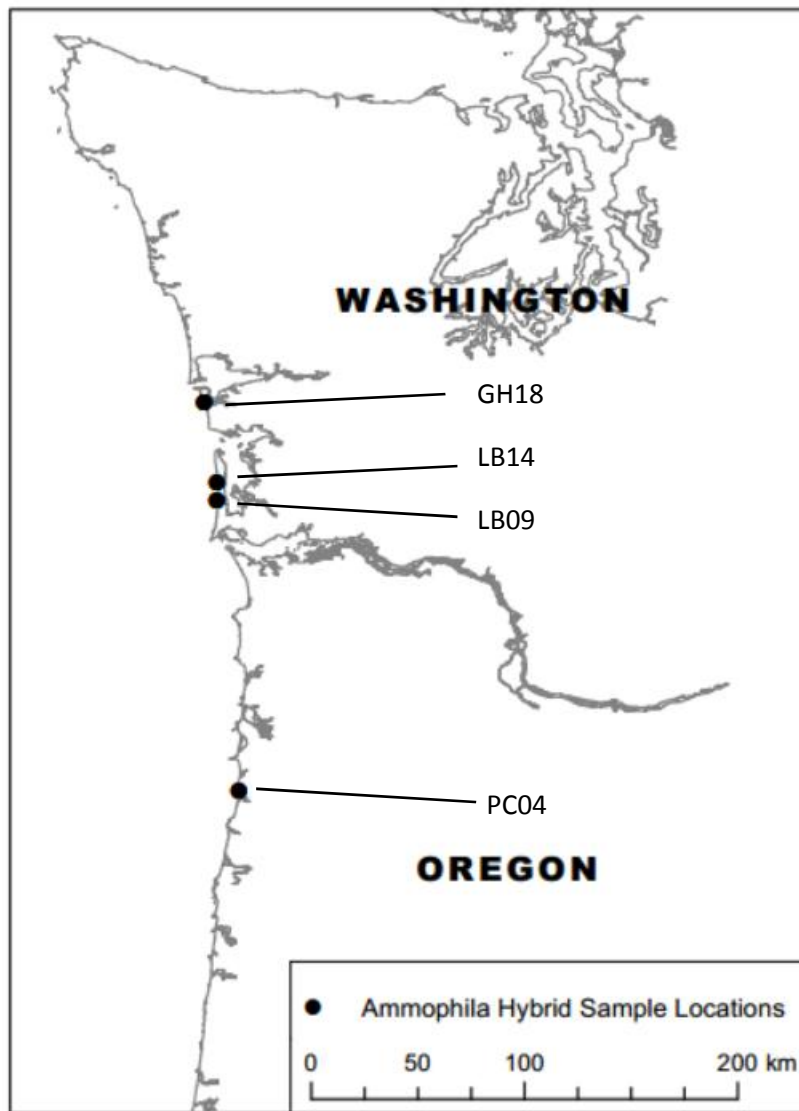 WASHINGTON
GH18
LB14
LB09
PC04
OREGON
Ammophila Hybrid Sample Locations
0 50 100 200 km